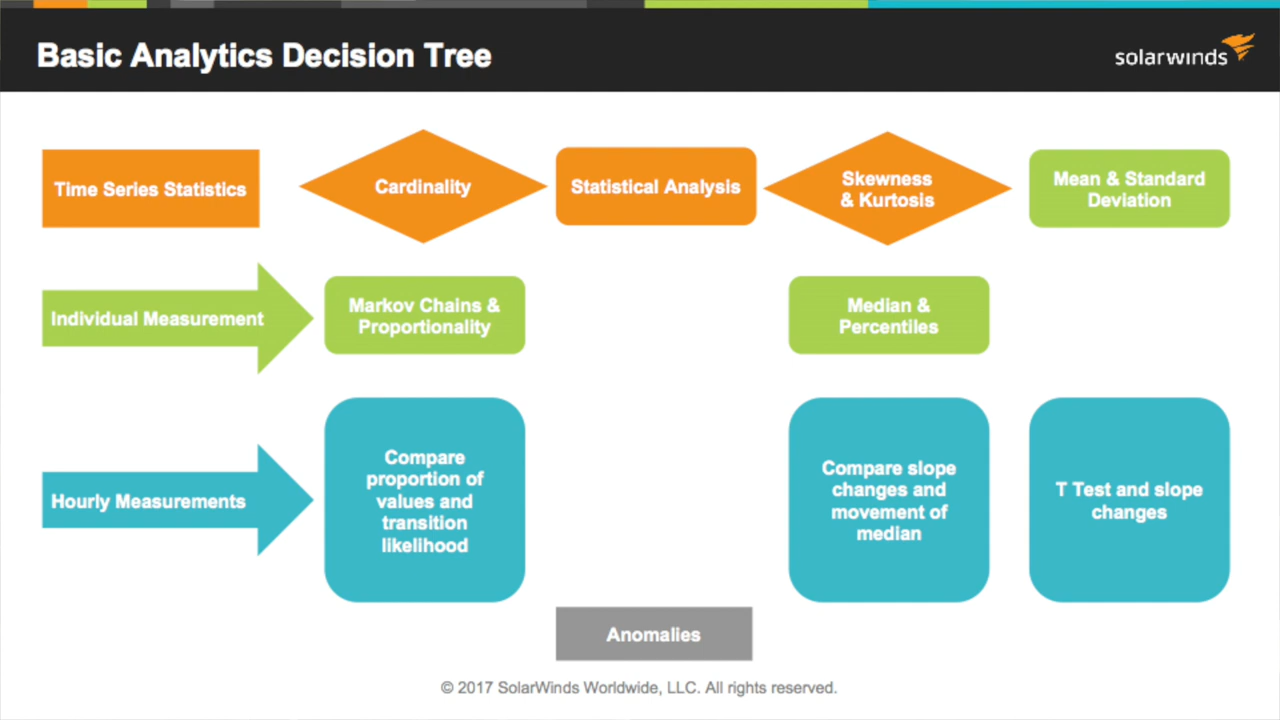 Basic Analytics Decision Tree
solarwinds
Time Series Statistics
Cardinality
Statistical Analysis
Skewness
& Kurtosis
Mean & Standard
Deviation
Individual Measurement
Markov Chains &
Proportionality
Median &
Percentiles
Hourly Measurements
Compare
proportion of
values and
transition
likelihood
Compare slope
changes and
movement of
median
T Test and slope
changes
Anomalies
© 2017 SolarWinds Worldwide, LLC. All rights reserved.